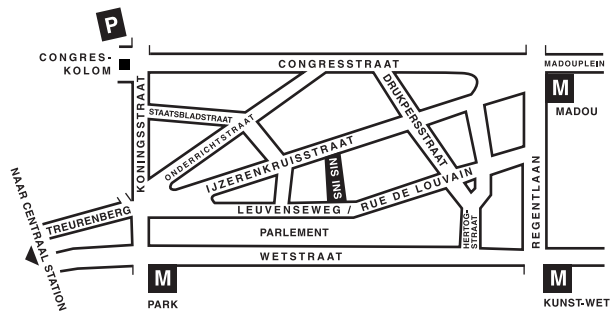 P
CONGRES-
KOLOM
CONGRESSTRAAT
MADOUPLEIN
M
MADOU
KONINGSSTRAAT
STAATSBLADSTRAAT
ONDERRICHTSTRAAT
DRUKPERSSTRAAT
IJZERENKRUISSTRAAT
NIS INS
LEUVENSEWEG / RUE DE LOUVAIN
REGENTLAAN
HERTOG-
STRAAT
TREURENBERG
NAAR CENTRAAL STATION
PARLEMENT
WETSTRAAT
M
PARK
M
KUNST-WET